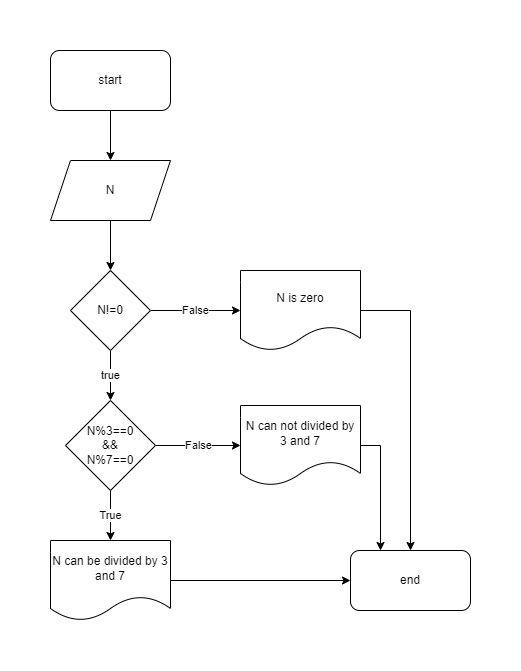 start
N
N!=0
False
N is zero
true
N%3==0
&&
N%7==0
False
N can not divided by
3 and 7
True
N can be divided by 3
and 7
end